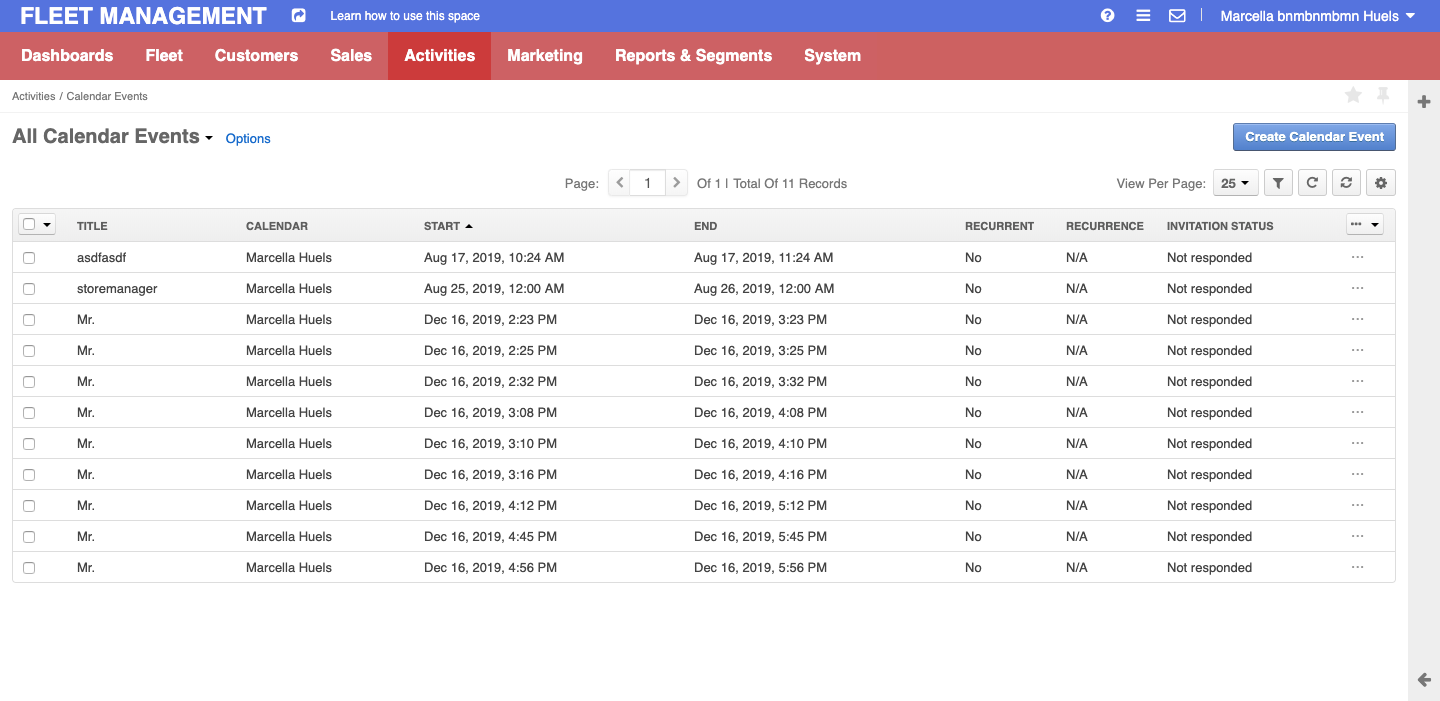 FLEET MANAGEMENT Learn how to use this space Marcella bnmbnmbmn Huels
Dashboards Fleet Customers Sales Activities Marketing Reports & Segments System
Activities / Calendar Events
All Calendar Events Options Create Calendar Event
Page: 1 Of 1 | Total Of 11 Records View Per Page: 25
TITLE CALENDAR START END RECURRENT RECURRENCE INVITATION STATUS
asdfasdf Marcella Huels Aug 17, 2019, 10:24 AM Aug 17, 2019, 11:24 AM No N/A Not responded
storemanager Marcella Huels Aug 25, 2019, 12:00 AM Aug 26, 2019, 12:00 AM No N/A Not responded
Mr. Marcella Huels Dec 16, 2019, 2:23 PM Dec 16, 2019, 3:23 PM No N/A Not responded
Mr. Marcella Huels Dec 16, 2019, 2:25 PM Dec 16, 2019, 3:25 PM No N/A Not responded
Mr. Marcella Huels Dec 16, 2019, 2:32 PM Dec 16, 2019, 3:32 PM No N/A Not responded
Mr. Marcella Huels Dec 16, 2019, 3:08 PM Dec 16, 2019, 4:08 PM No N/A Not responded
Mr. Marcella Huels Dec 16, 2019, 3:10 PM Dec 16, 2019, 4:10 PM No N/A Not responded
Mr. Marcella Huels Dec 16, 2019, 3:16 PM Dec 16, 2019, 4:16 PM No N/A Not responded
Mr. Marcella Huels Dec 16, 2019, 4:12 PM Dec 16, 2019, 5:12 PM No N/A Not responded
Mr. Marcella Huels Dec 16, 2019, 4:45 PM Dec 16, 2019, 5:45 PM No N/A Not responded
Mr. Marcella Huels Dec 16, 2019, 4:56 PM Dec 16, 2019, 5:56 PM No N/A Not responded